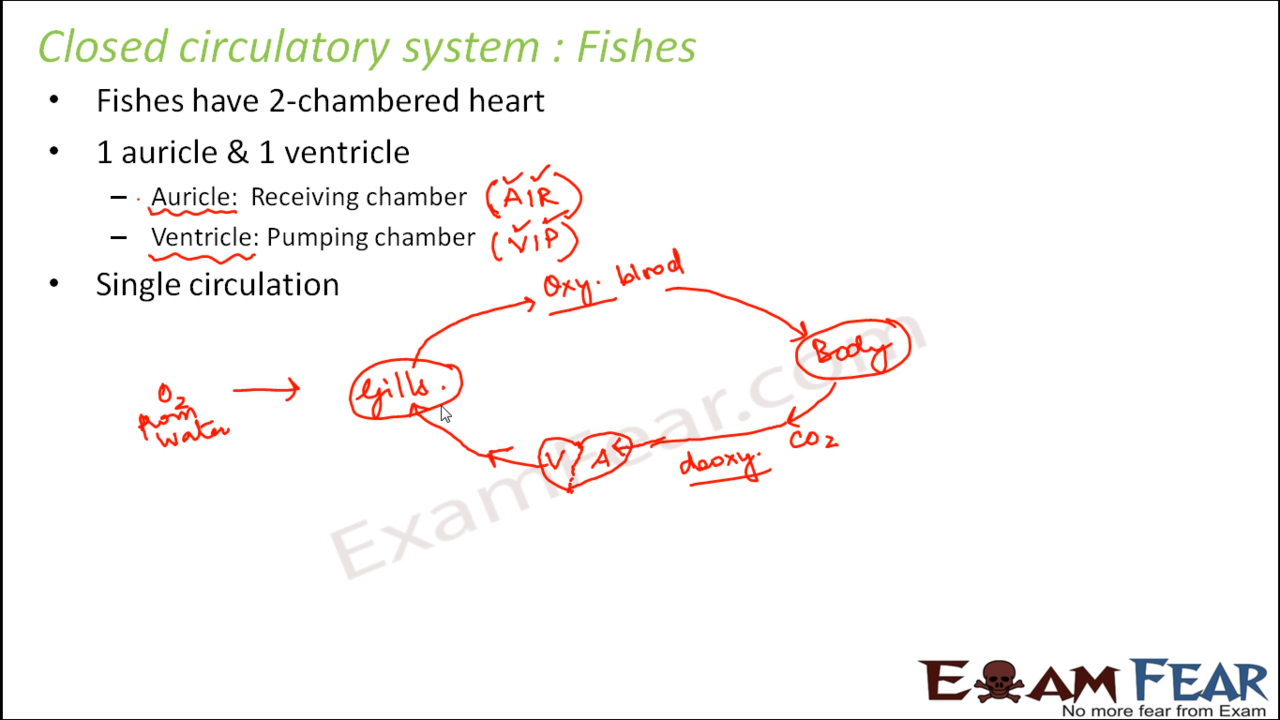 Closed circulatory system : Fishes
• Fishes have 2-chambered heart
• 1 auricle & 1 ventricle
– Auricle: Receiving chamber (AIR)
– Ventricle: Pumping chamber (VIP)
• Single circulation
Oxy. blood
Body
Gills.
O2
from
water
V A
CO2
deoxy.
ExamFear.com
EXAM FEAR
No more fear from Exam